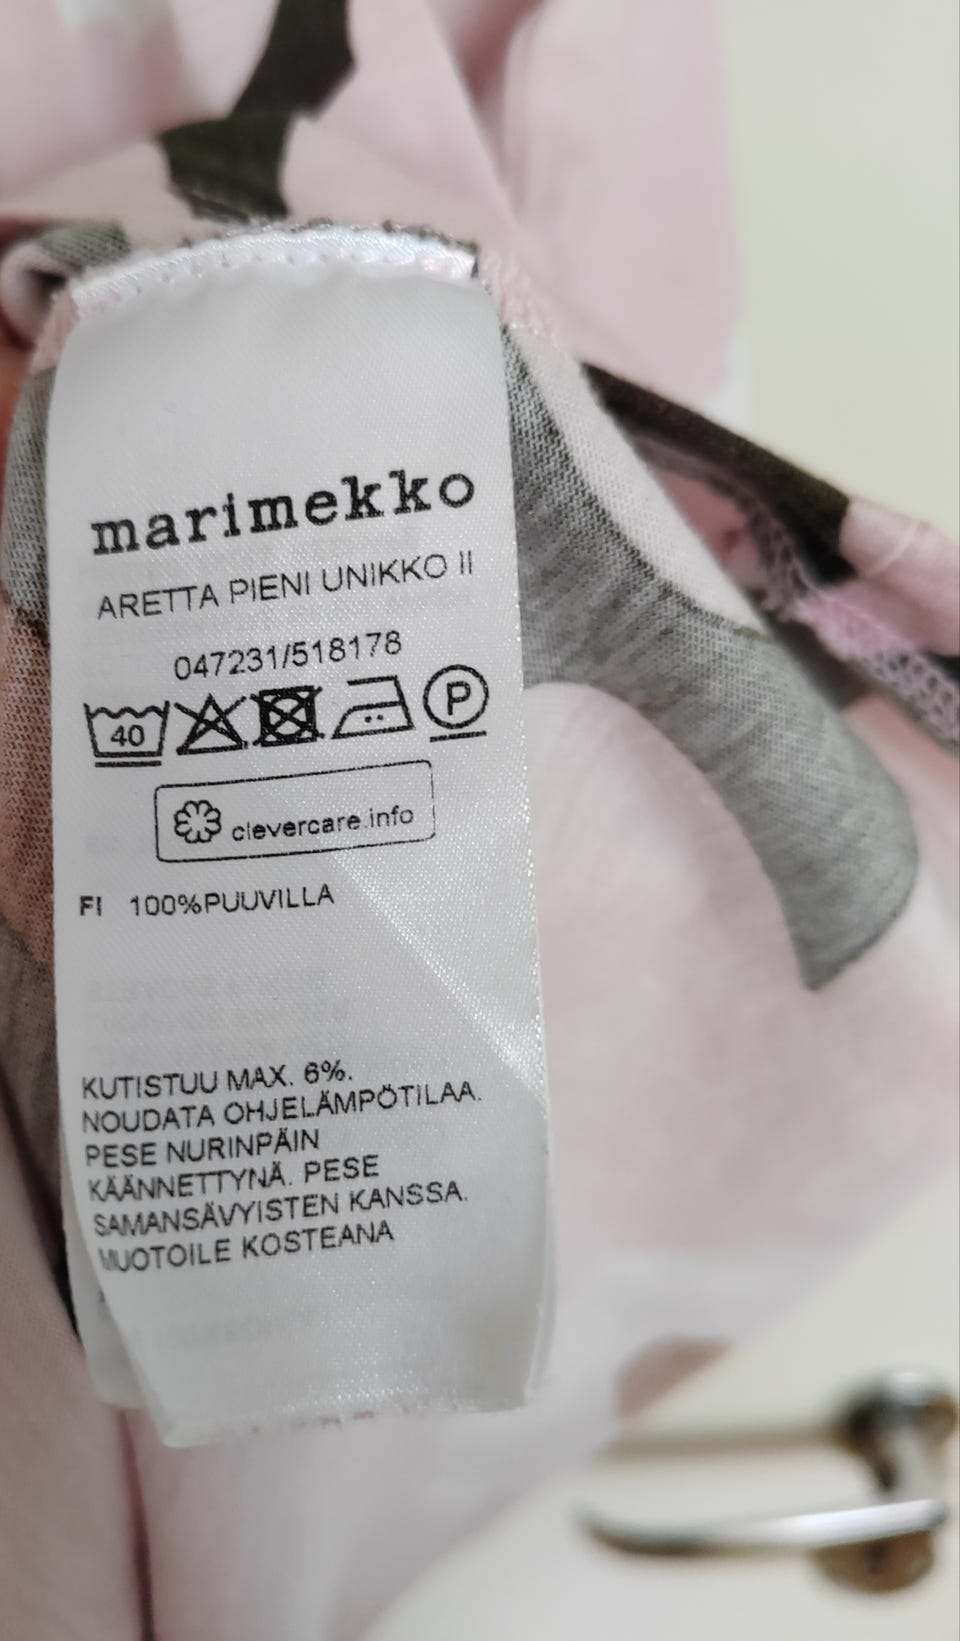 marimekko
ARETTA PIENI UNIKKO II
047231/518178
40 P
clevercare.info
FI 100%PUUVILLA
KUTISTUU MAX. 6%.
NOUDATA OHJELÄMPÖTILAA.
PESE NURINPÄIN
KÄÄNNETTYNÄ. PESE
SAMANSÄVYISTEN KANSSA.
MUOTOILE KOSTEANA